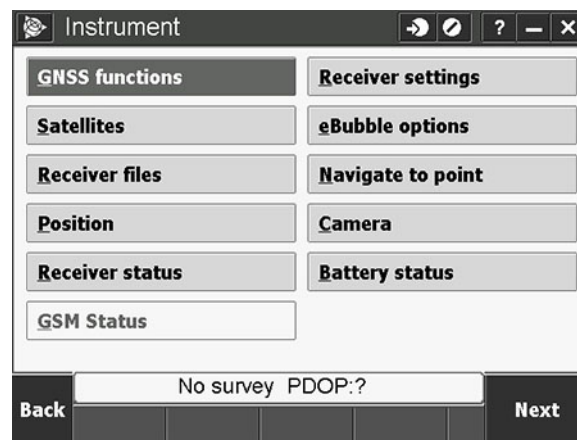 Instrument ? – ×
GNSS functions
Receiver settings
Satellites
eBubble options
Receiver files
Navigate to point
Position
Camera
Receiver status
Battery status
GSM Status
No survey PDOP:?
Back
Next